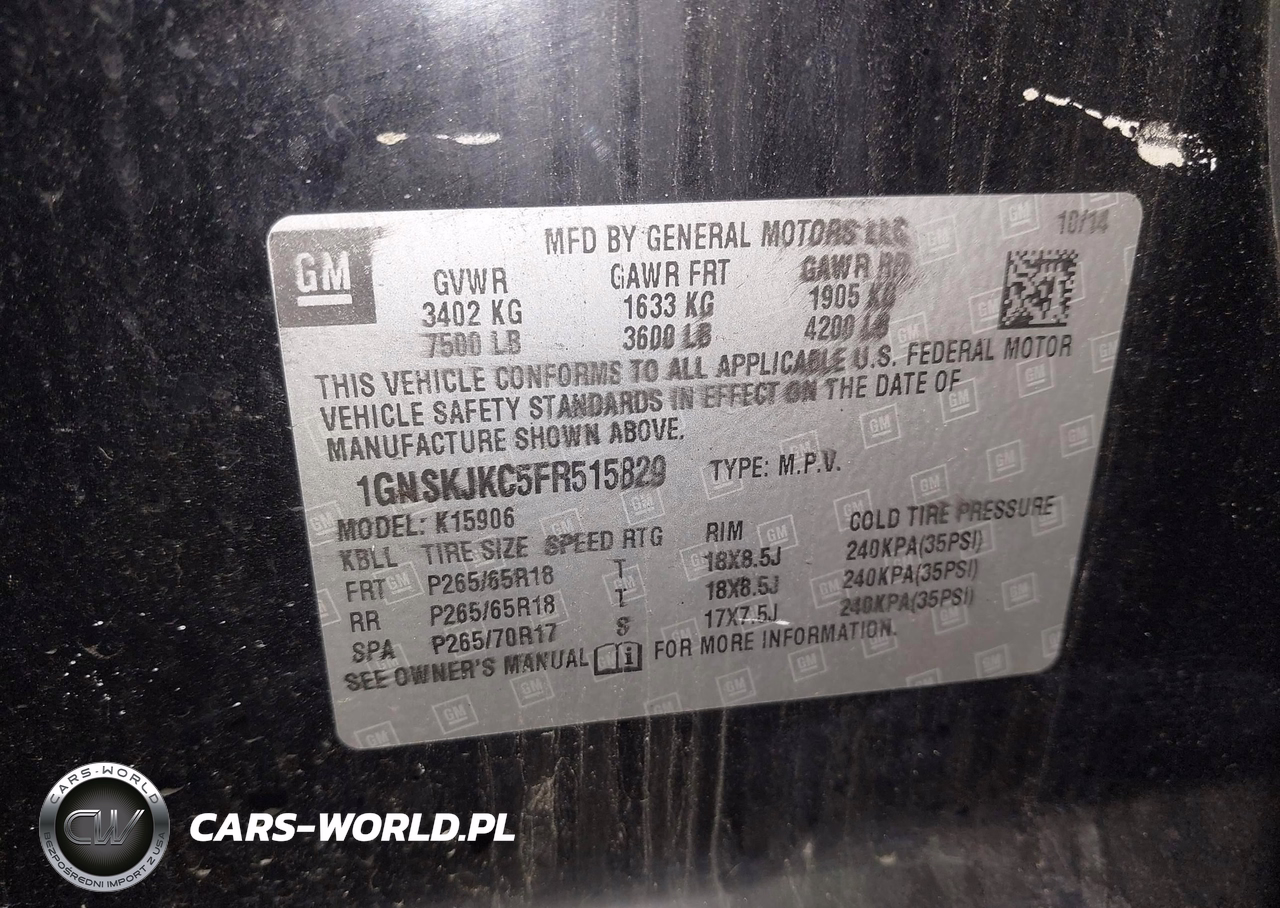 10/14
MFD BY GENERAL MOTORS LLC
GM
GVWR GAWR FRT GAWR RR
3402 KG 1633 KG 1905 KG
7500 LB 3600 LB 4200 LB
THIS VEHICLE CONFORMS TO ALL APPLICABLE U.S. FEDERAL MOTOR
VEHICLE SAFETY STANDARDS IN EFFECT ON THE DATE OF
MANUFACTURE SHOWN ABOVE.
1GNSKJKC5FR515829 TYPE: M.P.V.
MODEL: K15906
KBLL TIRE SIZE SPEED RTG RIM COLD TIRE PRESSURE
FRT P265/65R18 T 18X8.5J 240KPA(35PSI)
RR P265/65R18 T 18X8.5J 240KPA(35PSI)
SPA P265/70R17 S 17X7.5J 240KPA(35PSI)
SEE OWNER'S MANUAL FOR MORE INFORMATION.
CARS-WORLD
CW
BEZPOŚREDNI IMPORT Z USA
CARS-WORLD.PL